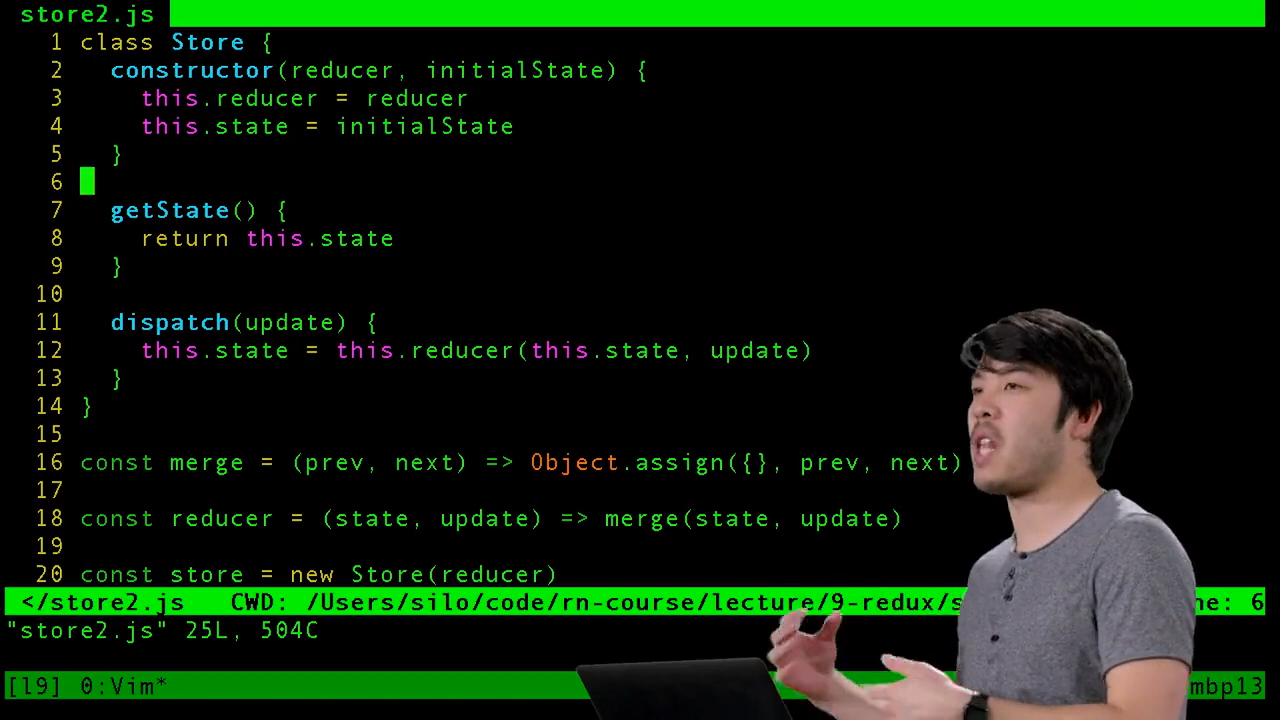 store2.js
1 class Store {
2   constructor(reducer, initialState) {
3     this.reducer = reducer
4     this.state = initialState
5   }
6
7   getState() {
8     return this.state
9   }
10
11   dispatch(update) {
12     this.state = this.reducer(this.state, update)
13   }
14 }
15
16 const merge = (prev, next) => Object.assign({}, prev, next)
17
18 const reducer = (state, update) => merge(state, update)
19
20 const store = new Store(reducer)
</store2.js   CWD: /Users/silo/code/rn-course/lecture/9-redux/s ne: 6
"store2.js" 25L, 504C
[l9] 0:Vim* mbp13